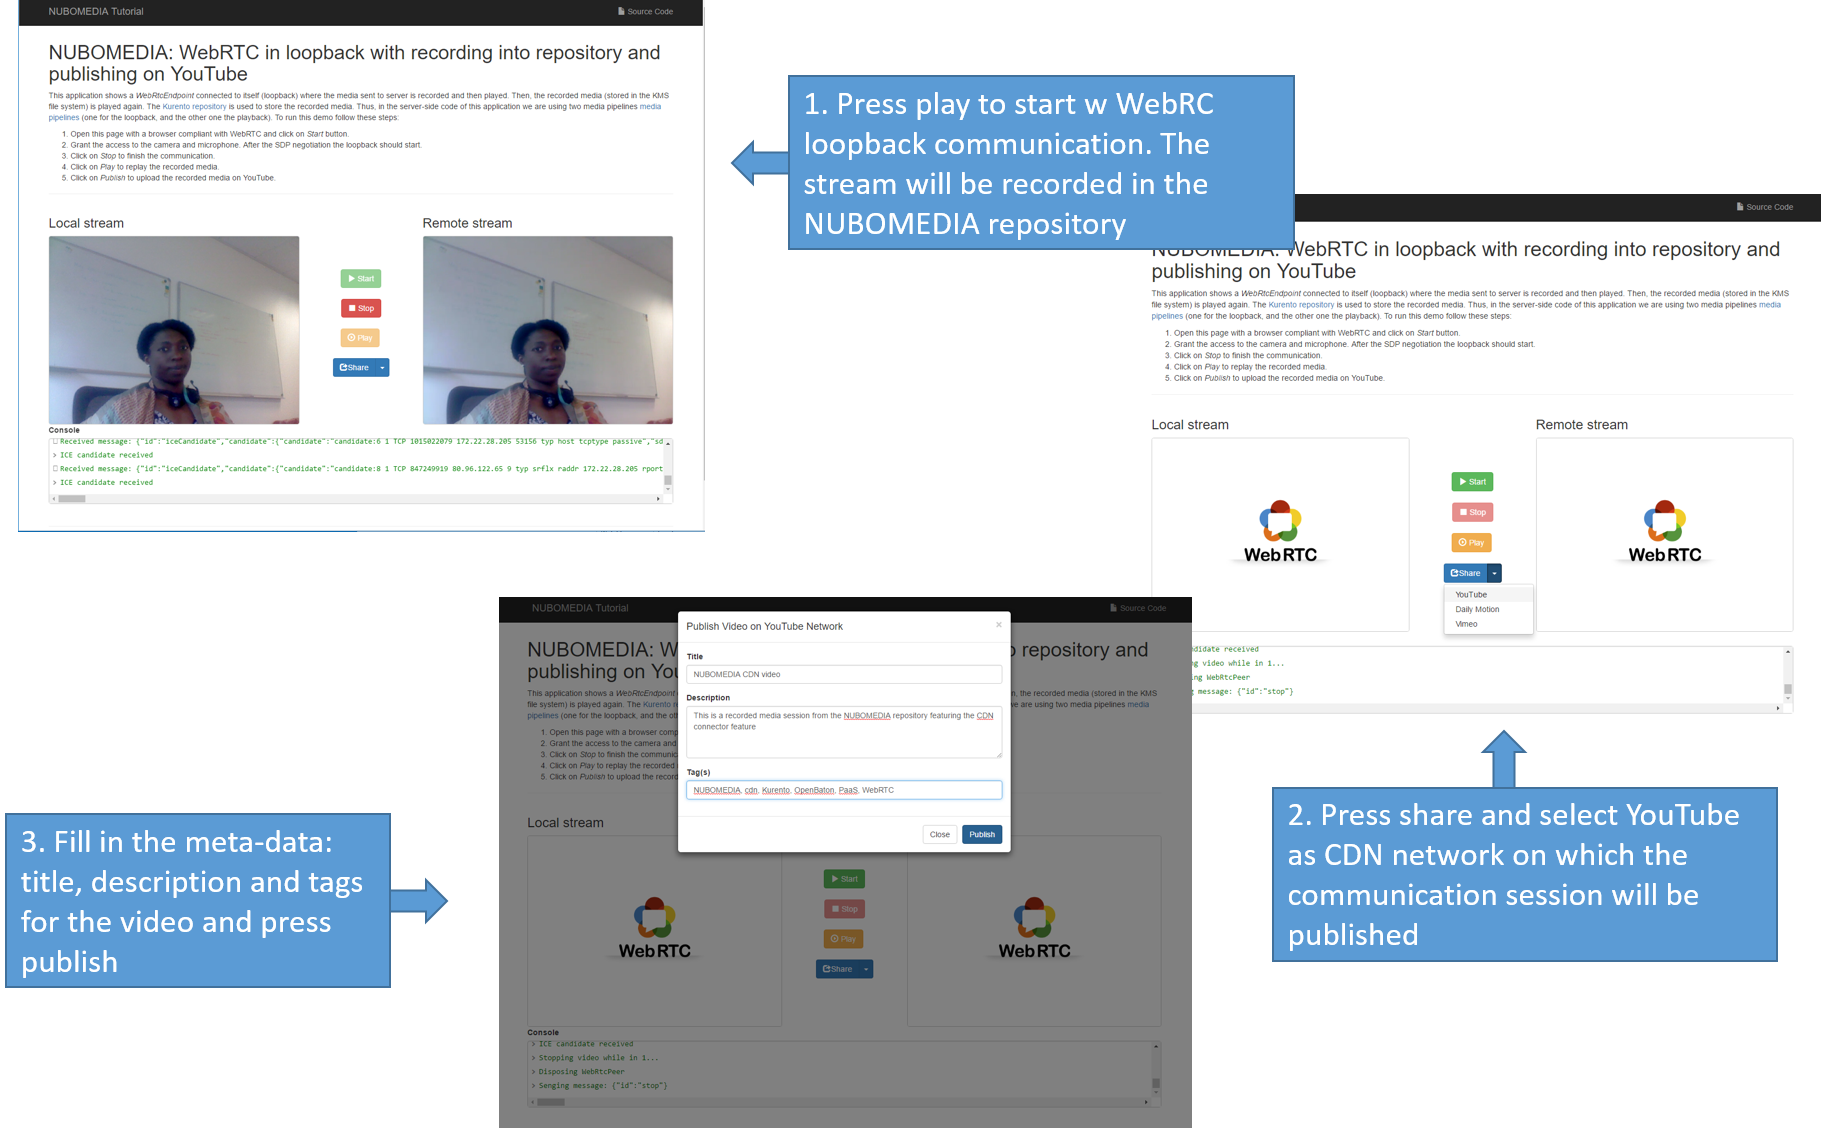 NUBOMEDIA Tutorial
Source Code
NUBOMEDIA: WebRTC in loopback with recording into repository and
publishing on YouTube
This application shows a WebRtcEndpoint connected to itself (loopback) where the media sent to server is recorded and then played. Then, the recorded media (stored in the KMS
file system) is played again. The Kurento repository is used to store the recorded media. Thus, in the server-side code of this application we are using two media pipelines media
pipelines (one for the loopback, and the other one the playback). To run this demo follow these steps:
1. Open this page with a browser compliant with WebRTC and click on Start button.
2. Grant the access to the camera and microphone. After the SDP negotiation the loopback should start.
3. Click on Stop to finish the communication.
4. Click on Play to replay the recorded media.
5. Click on Publish to upload the recorded media on YouTube.
Local stream
Remote stream
Start
Stop
Play
Share
Console
Received message: {"id":"iceCandidate","candidate":{"candidate":"candidate:6 1 TCP 1015022079 172.22.28.205 53156 typ host tcptype passive","sd
> ICE candidate received
Received message: {"id":"iceCandidate","candidate":{"candidate":"candidate:8 1 TCP 847249919 80.96.122.65 9 typ srflx raddr 172.22.28.205 rport
> ICE candidate received
1. Press play to start w WebRC
loopback communication. The
stream will be recorded in the
NUBOMEDIA repository
Source Code
NUBOMEDIA: WebRTC in loopback with recording into repository and
publishing on YouTube
This application shows a WebRtcEndpoint connected to itself (loopback) where the media sent to server is recorded and then played. Then, the recorded media (stored in the KMS
file system) is played again. The Kurento repository is used to store the recorded media. Thus, in the server-side code of this application we are using two media pipelines media
pipelines (one for the loopback, and the other one the playback). To run this demo follow these steps:
1. Open this page with a browser compliant with WebRTC and click on Start button.
2. Grant the access to the camera and microphone. After the SDP negotiation the loopback should start.
3. Click on Stop to finish the communication.
4. Click on Play to replay the recorded media.
5. Click on Publish to upload the recorded media on YouTube.
Local stream
Remote stream
WebRTC
Start
Stop
Play
Share
YouTube
Daily Motion
Vimeo
WebRTC
ndidate received
ng video while in 1...
ing WebRtcPeer
message: {"id":"stop"}
2. Press share and select YouTube
as CDN network on which the
communication session will be
published
NUBOMEDIA Tutorial
Source Code
NUBOMEDIA: W
o repository and
publishing on You
This application shows a WebRtcEndpoint
n, the recorded media (stored in the KMS
file system) is played again. The Kurento r
we are using two media pipelines media
pipelines (one for the loopback, and the oth
1. Open this page with a browser comp
2. Grant the access to the camera and
3. Click on Stop to finish the communic
4. Click on Play to replay the recorded
5. Click on Publish to upload the record
Publish Video on YouTube Network
×
Title
NUBOMEDIA CDN video
Description
This is a recorded media session from the NUBOMEDIA repository featuring the CDN
connector feature
Tag(s)
NUBOMEDIA, cdn, Kurento, OpenBaton, PaaS, WebRTC
Close
Publish
Local stream
WebRTC
Start
Stop
Play
Share
WebRTC
Console
> ICE candidate received
> Stopping video while in 1...
> Disposing WebRtcPeer
> Senging message: {"id":"stop"}
3. Fill in the meta-data:
title, description and tags
for the video and press
publish